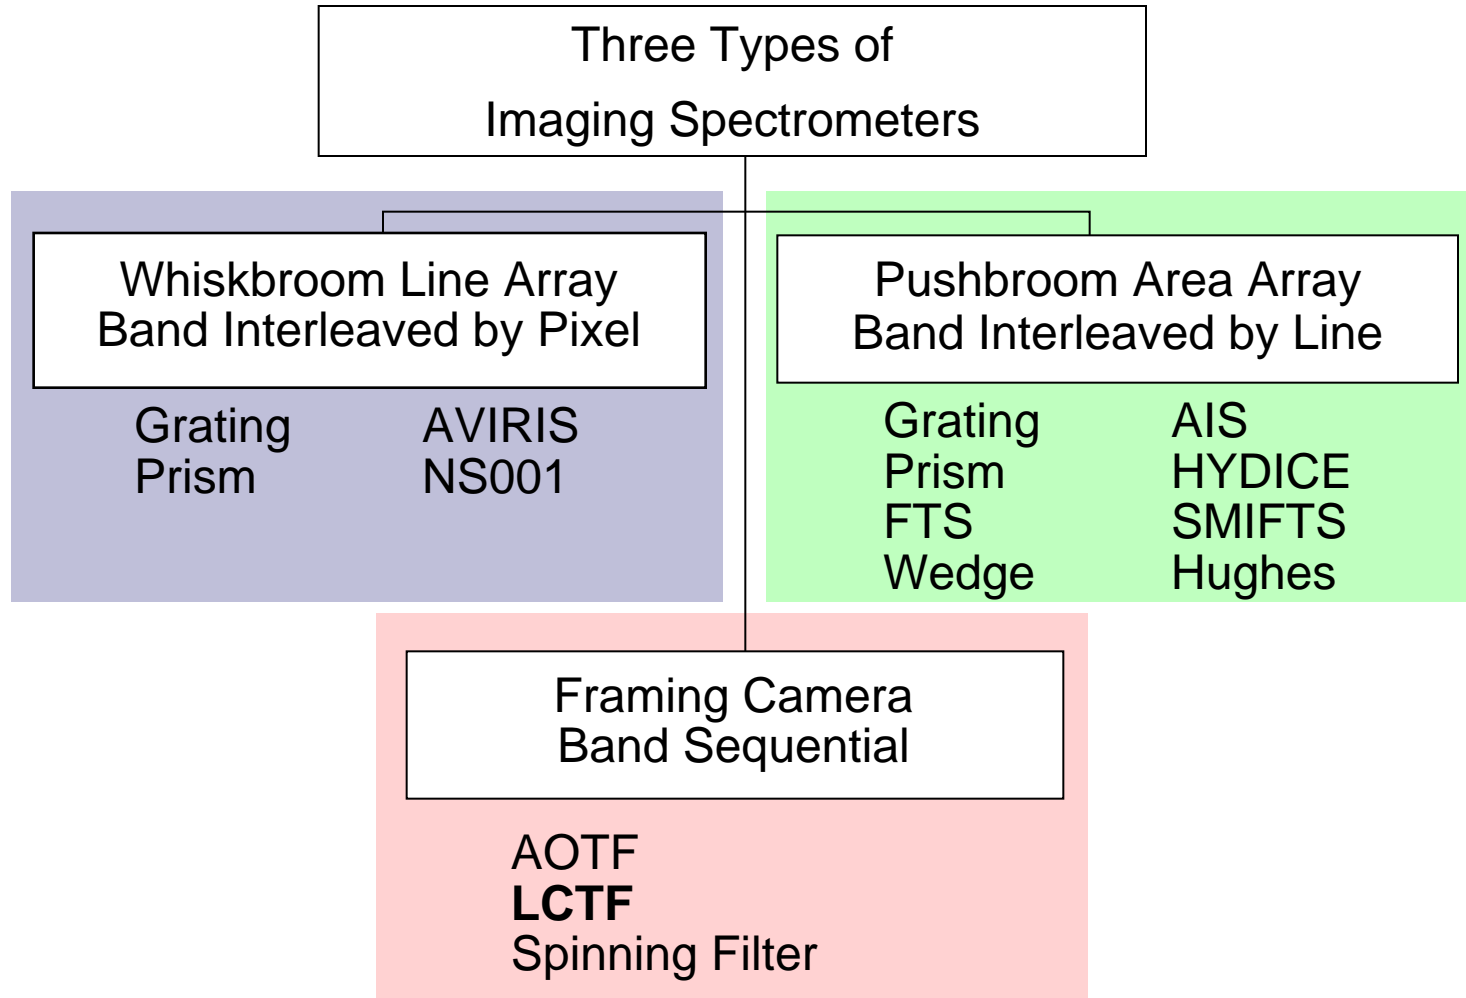 Three Types of
Imaging Spectrometers
Whiskbroom Line Array
Band Interleaved by Pixel
Grating AVIRIS
Prism NS001
Pushbroom Area Array
Band Interleaved by Line
Grating AIS
Prism HYDICE
FTS SMIFTS
Wedge Hughes
Framing Camera
Band Sequential
AOTF
LCTF
Spinning Filter